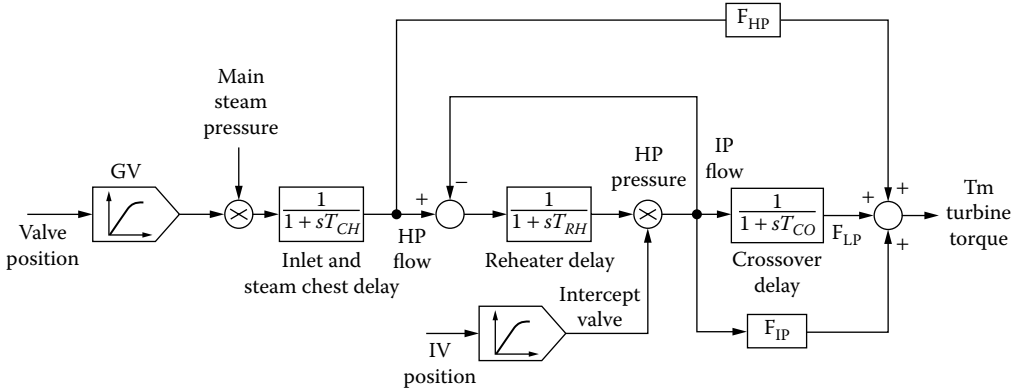 F_HP
Main
steam
pressure
GV
HP
pressure
IP
flow
Tm
turbine
torque
Valve
position
1
1 + sT_CH
HP
flow
Inlet and
steam chest delay
+
−
1
1 + sT_RH
Reheater delay
1
1 + sT_CO
F_LP
Crossover
delay
+
+
+
Intercept
valve
IV
position
F_IP